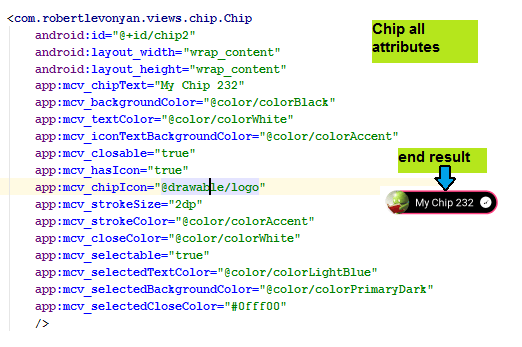 <com.robertlevonyan.views.chip.Chip
android:id="@+id/chip2"
android:layout_width="wrap_content"
android:layout_height="wrap_content"
app:mcv_chipText="My Chip 232"
app:mcv_backgroundColor="@color/colorBlack"
app:mcv_textColor="@color/colorWhite"
app:mcv_iconTextBackgroundColor="@color/colorAccent"
app:mcv_closable="true"
app:mcv_hasIcon="true"
app:mcv_chipIcon="@drawable/logo"
app:mcv_strokeSize="2dp"
app:mcv_strokeColor="@color/colorAccent"
app:mcv_closeColor="@color/colorWhite"
app:mcv_selectable="true"
app:mcv_selectedTextColor="@color/colorLightBlue"
app:mcv_selectedBackgroundColor="@color/colorPrimaryDark"
app:mcv_selectedCloseColor="#0fff00"
/>
Chip all
attributes
end result
My Chip 232